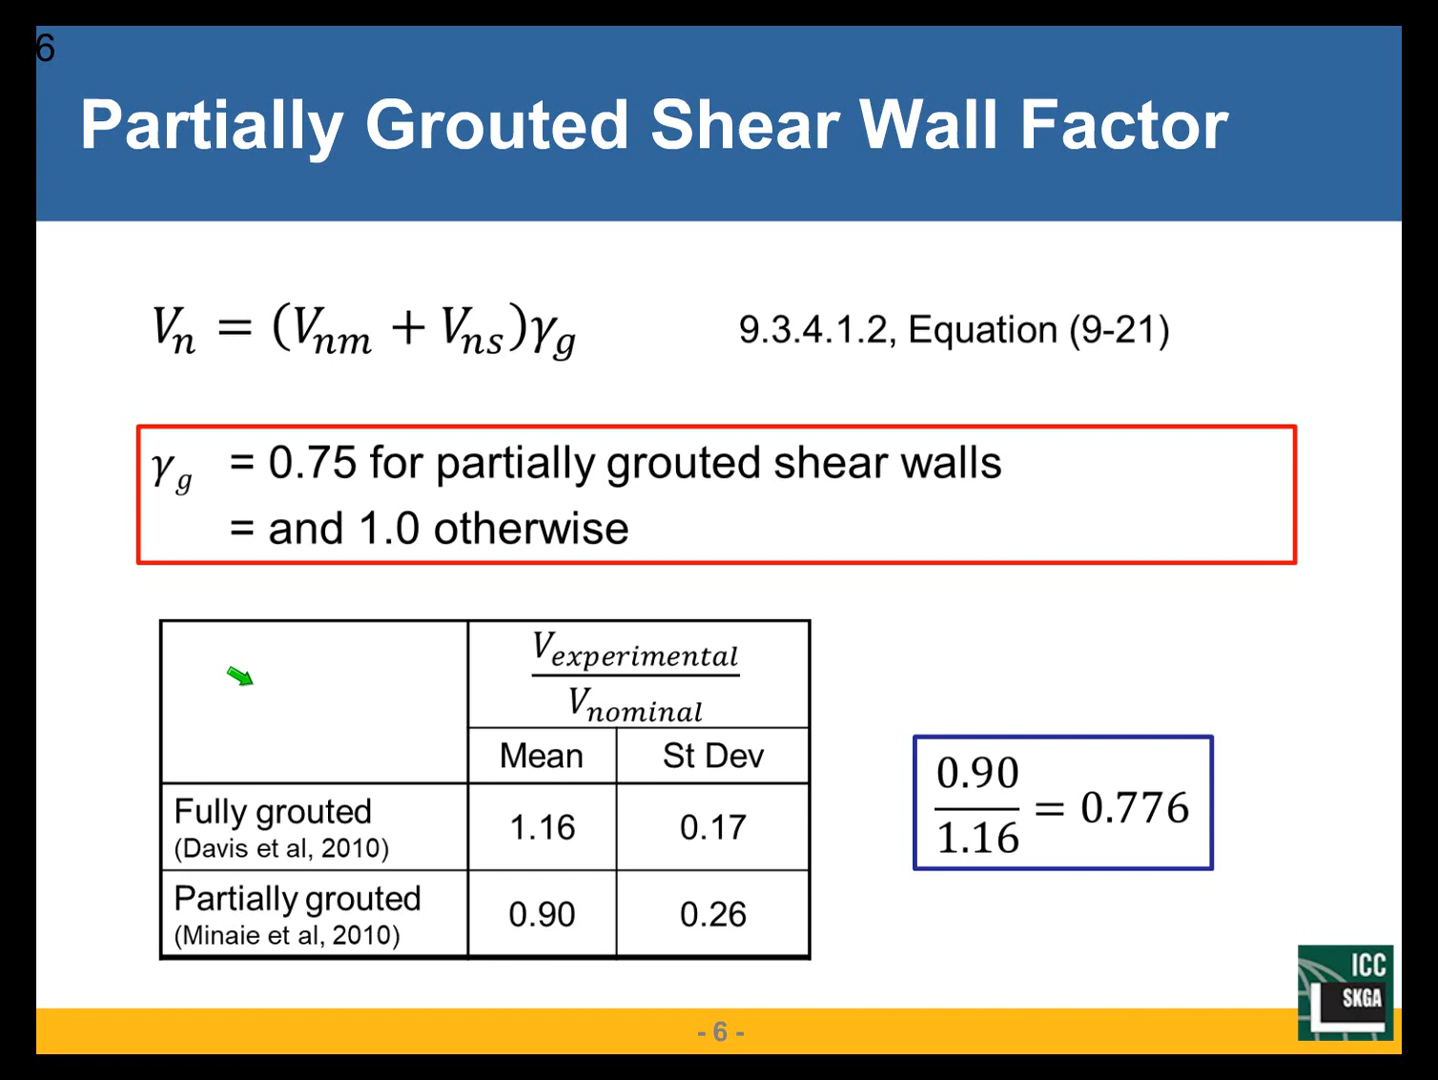 6
Partially Grouted Shear Wall Factor
Vₙ = (Vₙₘ + Vₙₛ)γ_g 9.3.4.1.2, Equation (9-21)
γ_g = 0.75 for partially grouted shear walls
= and 1.0 otherwise
V_experimental
V_nominal
Mean St Dev
Fully grouted
(Davis et al, 2010)
1.16 0.17
Partially grouted
(Minaie et al, 2010)
0.90 0.26
0.90
1.16
= 0.776
ICC
SKGA
- 6 -